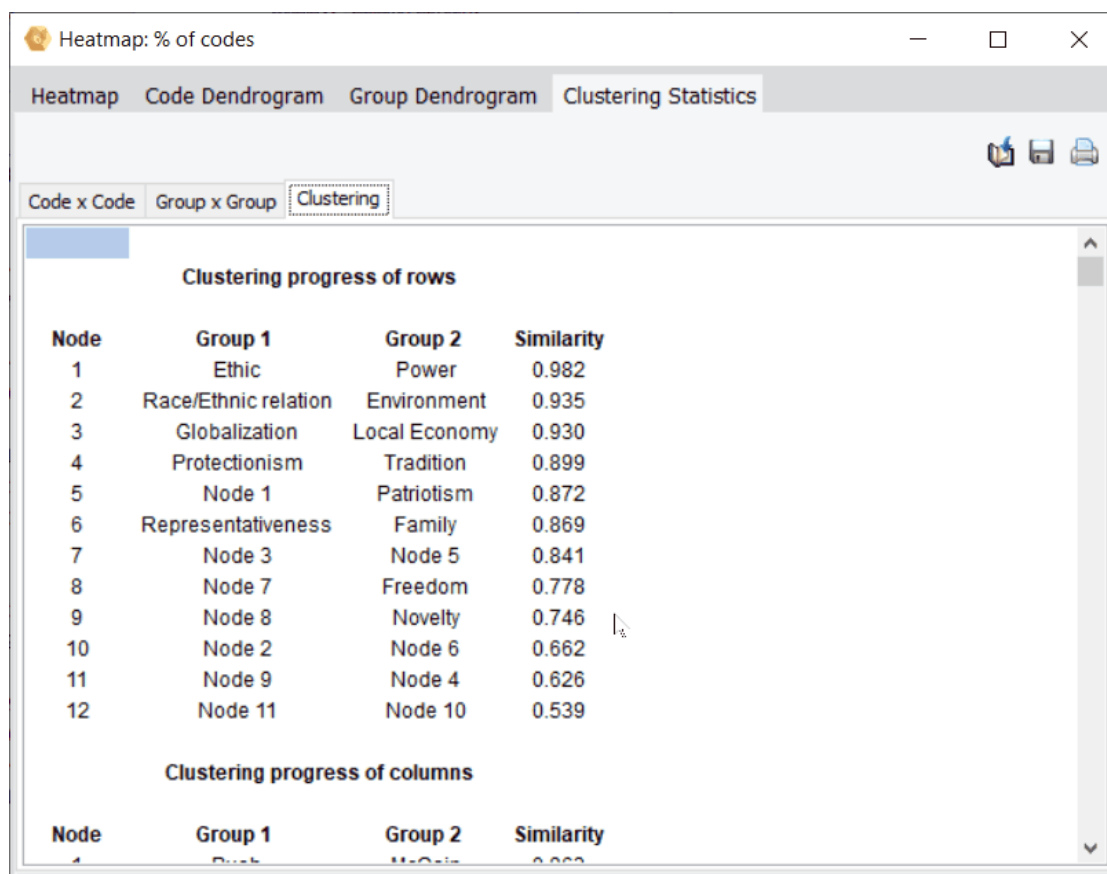 Heatmap: % of codes
Heatmap Code Dendrogram Group Dendrogram Clustering Statistics
Code x Code Group x Group Clustering
Clustering progress of rows
Node Group 1 Group 2 Similarity
1 Ethic Power 0.982
2 Race/Ethnic relation Environment 0.935
3 Globalization Local Economy 0.930
4 Protectionism Tradition 0.899
5 Node 1 Patriotism 0.872
6 Representativeness Family 0.869
7 Node 3 Node 5 0.841
8 Node 7 Freedom 0.778
9 Node 8 Novelty 0.746
10 Node 2 Node 6 0.662
11 Node 9 Node 4 0.626
12 Node 11 Node 10 0.539
Clustering progress of columns
Node Group 1 Group 2 Similarity